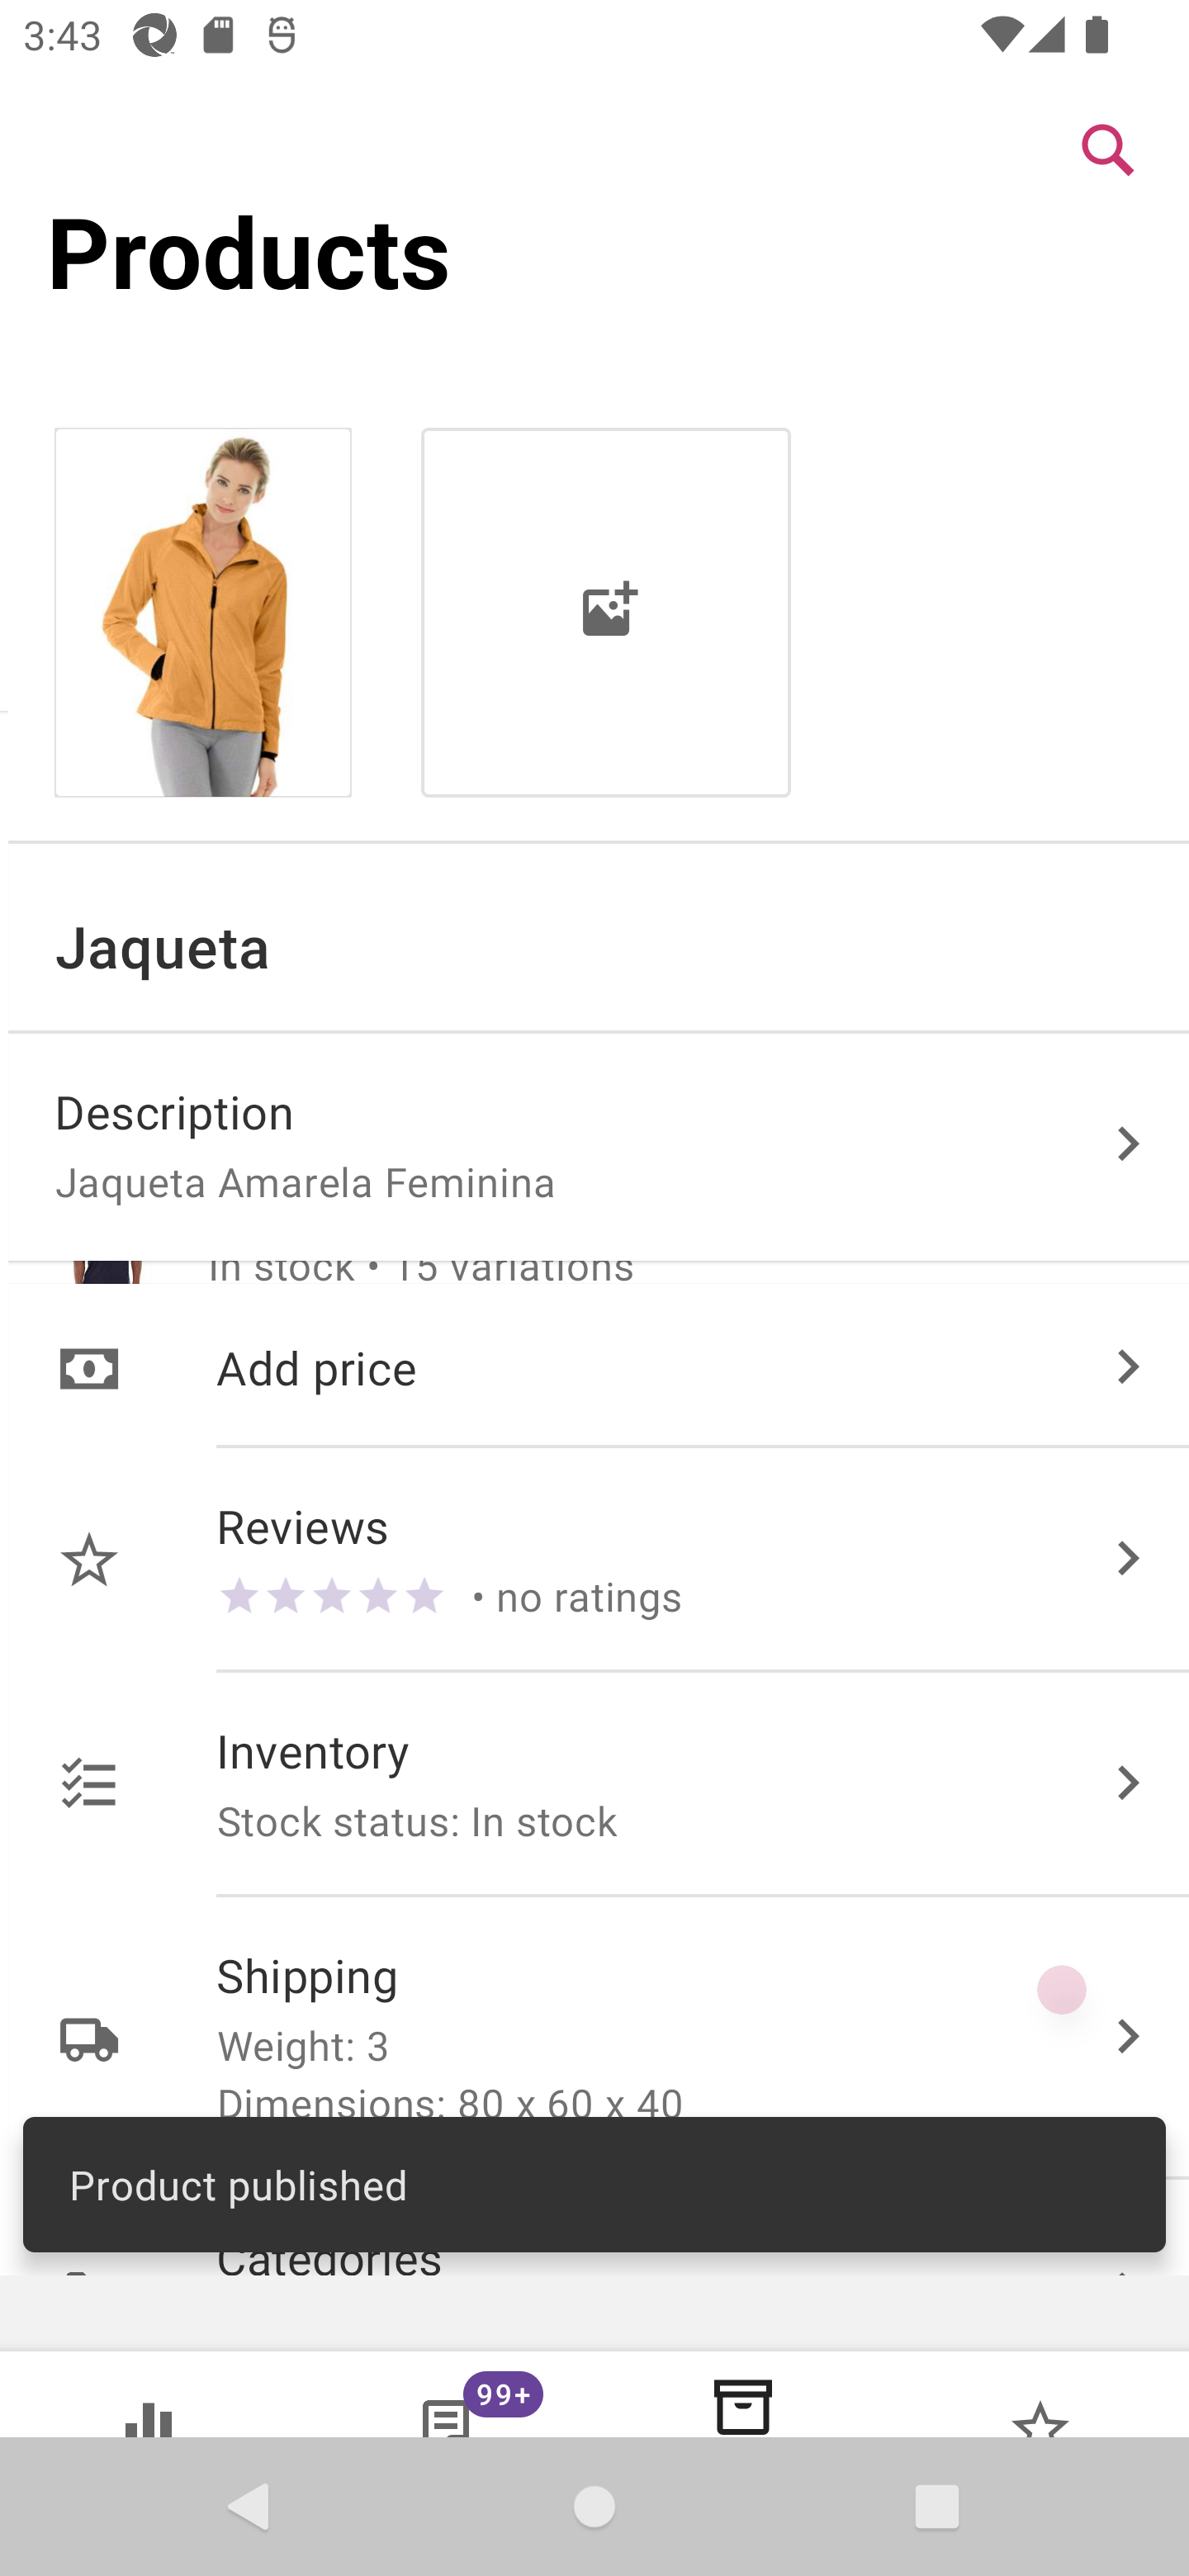 3:43
Products
Jaqueta
Description
Jaqueta Amarela Feminina
In stock • 15 variations
Add price
Reviews
• no ratings
Inventory
Stock status: In stock
Shipping
Weight: 3
Dimensions: 80 x 60 x 40
Product published
Categories
99+